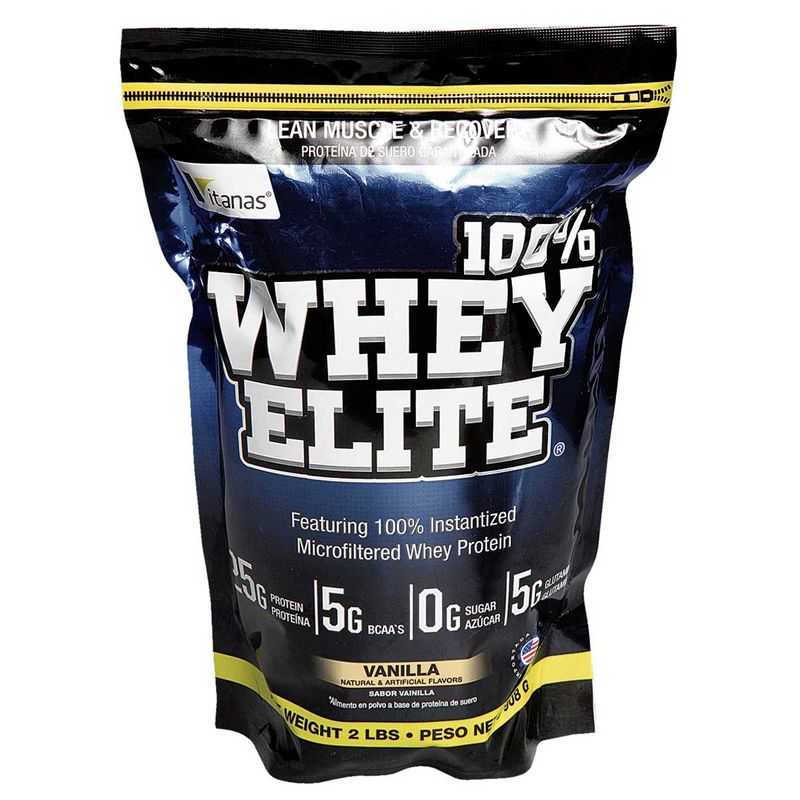 LEAN MUSCLE & RECOVERY
PROTEÍNA DE SUERO GARANTIZADA
Vitanas®
100%
WHEY
ELITE®
Featuring 100% Instantized
Microfiltered Whey Protein
25G PROTEIN PROTEÍNA
5G BCAA`S
0G SUGAR AZÚCAR
5G
VANILLA
NATURAL & ARTIFICIAL FLAVORS
SABOR VAINILLA
*Alimento en polvo a base de proteína de suero
WEIGHT 2 LBS • PESO NETO 908 G